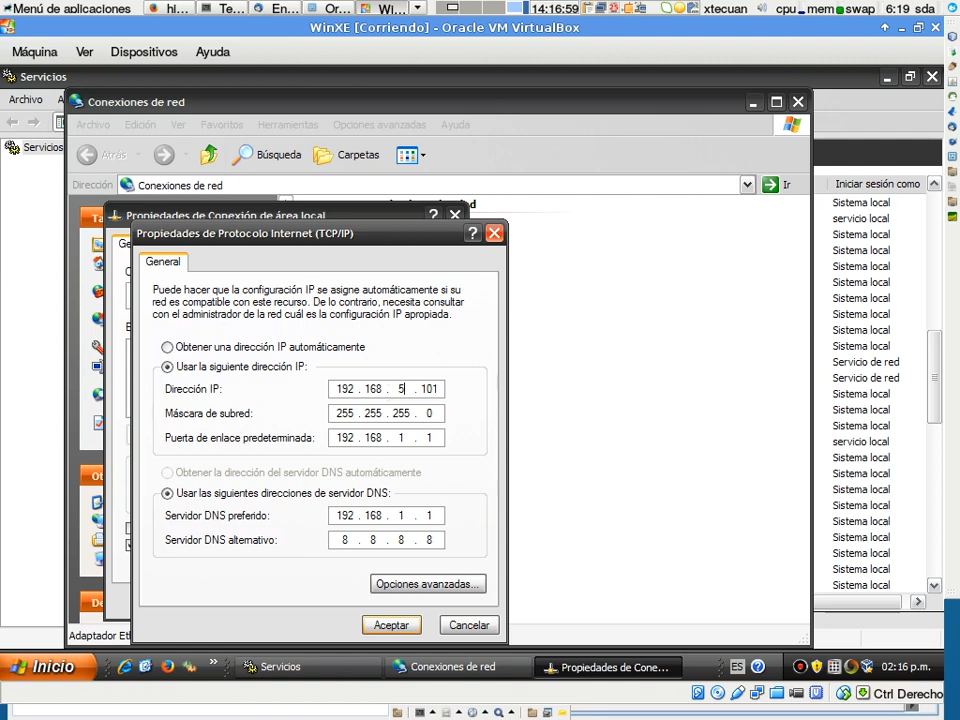 Menú de aplicaciones
hl...
Te...
En...
Or...
Wi...
14:16:59
xtecuan
cpu
mem
swap
6:19
sda
WinXE [Corriendo] - Oracle VM VirtualBox
Máquina
Ver
Dispositivos
Ayuda
Servicios
Archivo
A
Conexiones de red
Archivo
Edición
Ver
Favoritos
Herramientas
Opciones avanzadas
Ayuda
Atrás
Búsqueda
Carpetas
Dirección
Conexiones de red
Ir
Servicios
Iniciar sesión como
Sistema local
servicio local
Sistema local
Sistema local
Sistema local
Sistema local
Sistema local
Sistema local
Sistema local
Sistema local
Servicio de red
Servicio de red
Sistema local
Sistema local
Sistema local
servicio local
Sistema local
Sistema local
Sistema local
Sistema local
Sistema local
Sistema local
Sistema local
Sistema local
Sistema local
Ta
Ot
De
Adaptador Et
Propiedades de Conexión de área local
Ge
Propiedades de Protocolo Internet (TCP/IP)
General
Puede hacer que la configuración IP se asigne automáticamente si su
red es compatible con este recurso. De lo contrario, necesita consultar
con el administrador de la red cuál es la configuración IP apropiada.
Obtener una dirección IP automáticamente
Usar la siguiente dirección IP:
Dirección IP:
192 . 168 . 5 . 101
Máscara de subred:
255 . 255 . 255 . 0
Puerta de enlace predeterminada:
192 . 168 . 1 . 1
Obtener la dirección del servidor DNS automáticamente
Usar las siguientes direcciones de servidor DNS:
Servidor DNS preferido:
192 . 168 . 1 . 1
Servidor DNS alternativo:
8 . 8 . 8 . 8
Opciones avanzadas...
Aceptar
Cancelar
Inicio
Servicios
Conexiones de red
Propiedades de Cone...
ES
02:16 p.m.
Ctrl Derecho